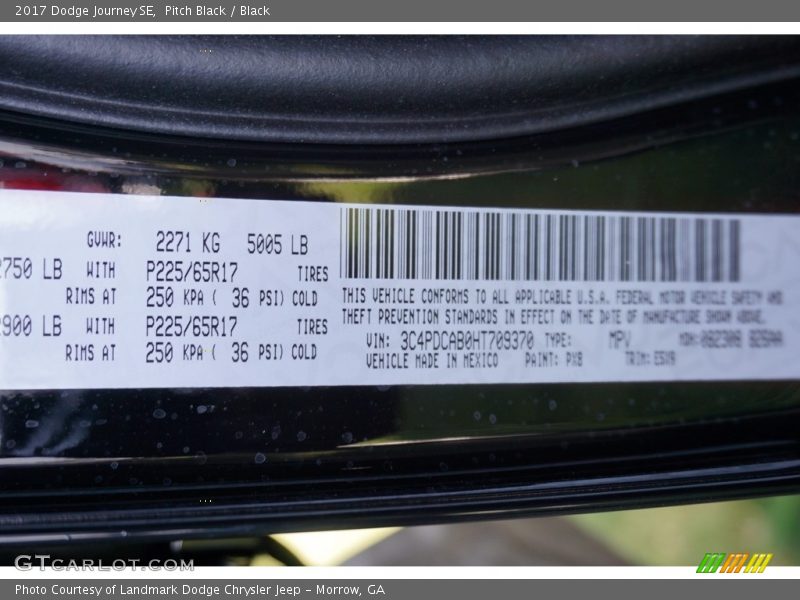 2017 Dodge Journey SE, Pitch Black / Black
GVWR: 2271 KG 5005 LB
2750 LB WITH P225/65R17 TIRES
RIMS AT 250 KPA ( 36 PSI) COLD
2900 LB WITH P225/65R17 TIRES
RIMS AT 250 KPA ( 36 PSI) COLD
THIS VEHICLE CONFORMS TO ALL APPLICABLE U.S.A. FEDERAL MOTOR VEHICLE SAFETY AND
THEFT PREVENTION STANDARDS IN EFFECT ON THE DATE OF MANUFACTURE SHOWN ABOVE.
VIN: 3C4PDCAB0HT709370 TYPE: MPV MDH:
VEHICLE MADE IN MEXICO PAINT: PX8 TRIM:
GTCARLOT.COM
Photo Courtesy of Landmark Dodge Chrysler Jeep – Morrow, GA